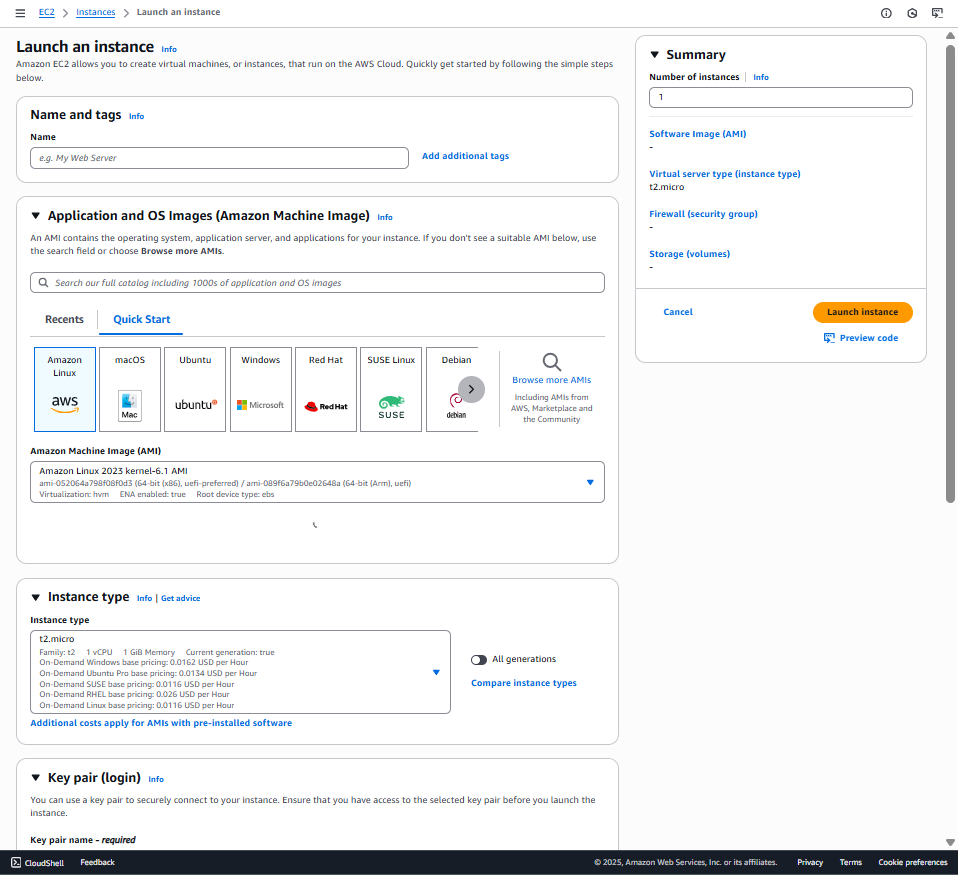 EC2 > Instances > Launch an instance
Launch an instance Info
Amazon EC2 allows you to create virtual machines, or instances, that run on the AWS Cloud. Quickly get started by following the simple steps
below.
Name and tags Info
Name
e.g. My Web Server
Add additional tags
Application and OS Images (Amazon Machine Image) Info
An AMI contains the operating system, application server, and applications for your instance. If you don't see a suitable AMI below, use
the search field or choose Browse more AMIs.
Search our full catalog including 1000s of application and OS images
Recents
Quick Start
Amazon
Linux
aws
macOS
Mac
Ubuntu
ubuntu
Windows
Microsoft
Red Hat
Red Hat
SUSE Linux
SUSE
Debian
debian
Browse more AMIs
Including AMIs from
AWS, Marketplace and
the Community
Amazon Machine Image (AMI)
Amazon Linux 2023 kernel-6.1 AMI
ami-052064a798f08f0d3 (64-bit (x86), uefi-preferred) / ami-089f6a79b0e02648a (64-bit (Arm), uefi)
Virtualization: hvm ENA enabled: true Root device type: ebs
Instance type Info | Get advice
Instance type
t2.micro
Family: t2 1 vCPU 1 GiB Memory Current generation: true
On-Demand Windows base pricing: 0.0162 USD per Hour
On-Demand Ubuntu Pro base pricing: 0.0134 USD per Hour
On-Demand SUSE base pricing: 0.0116 USD per Hour
On-Demand RHEL base pricing: 0.026 USD per Hour
On-Demand Linux base pricing: 0.0116 USD per Hour
All generations
Compare instance types
Additional costs apply for AMIs with pre-installed software
Key pair (login) Info
You can use a key pair to securely connect to your instance. Ensure that you have access to the selected key pair before you launch the
instance.
Key pair name - required
Summary
Number of instances | Info
1
Software Image (AMI)
-
Virtual server type (instance type)
t2.micro
Firewall (security group)
-
Storage (volumes)
-
Cancel
Launch instance
Preview code
CloudShell
Feedback
© 2025, Amazon Web Services, Inc. or its affiliates.
Privacy
Terms
Cookie preferences